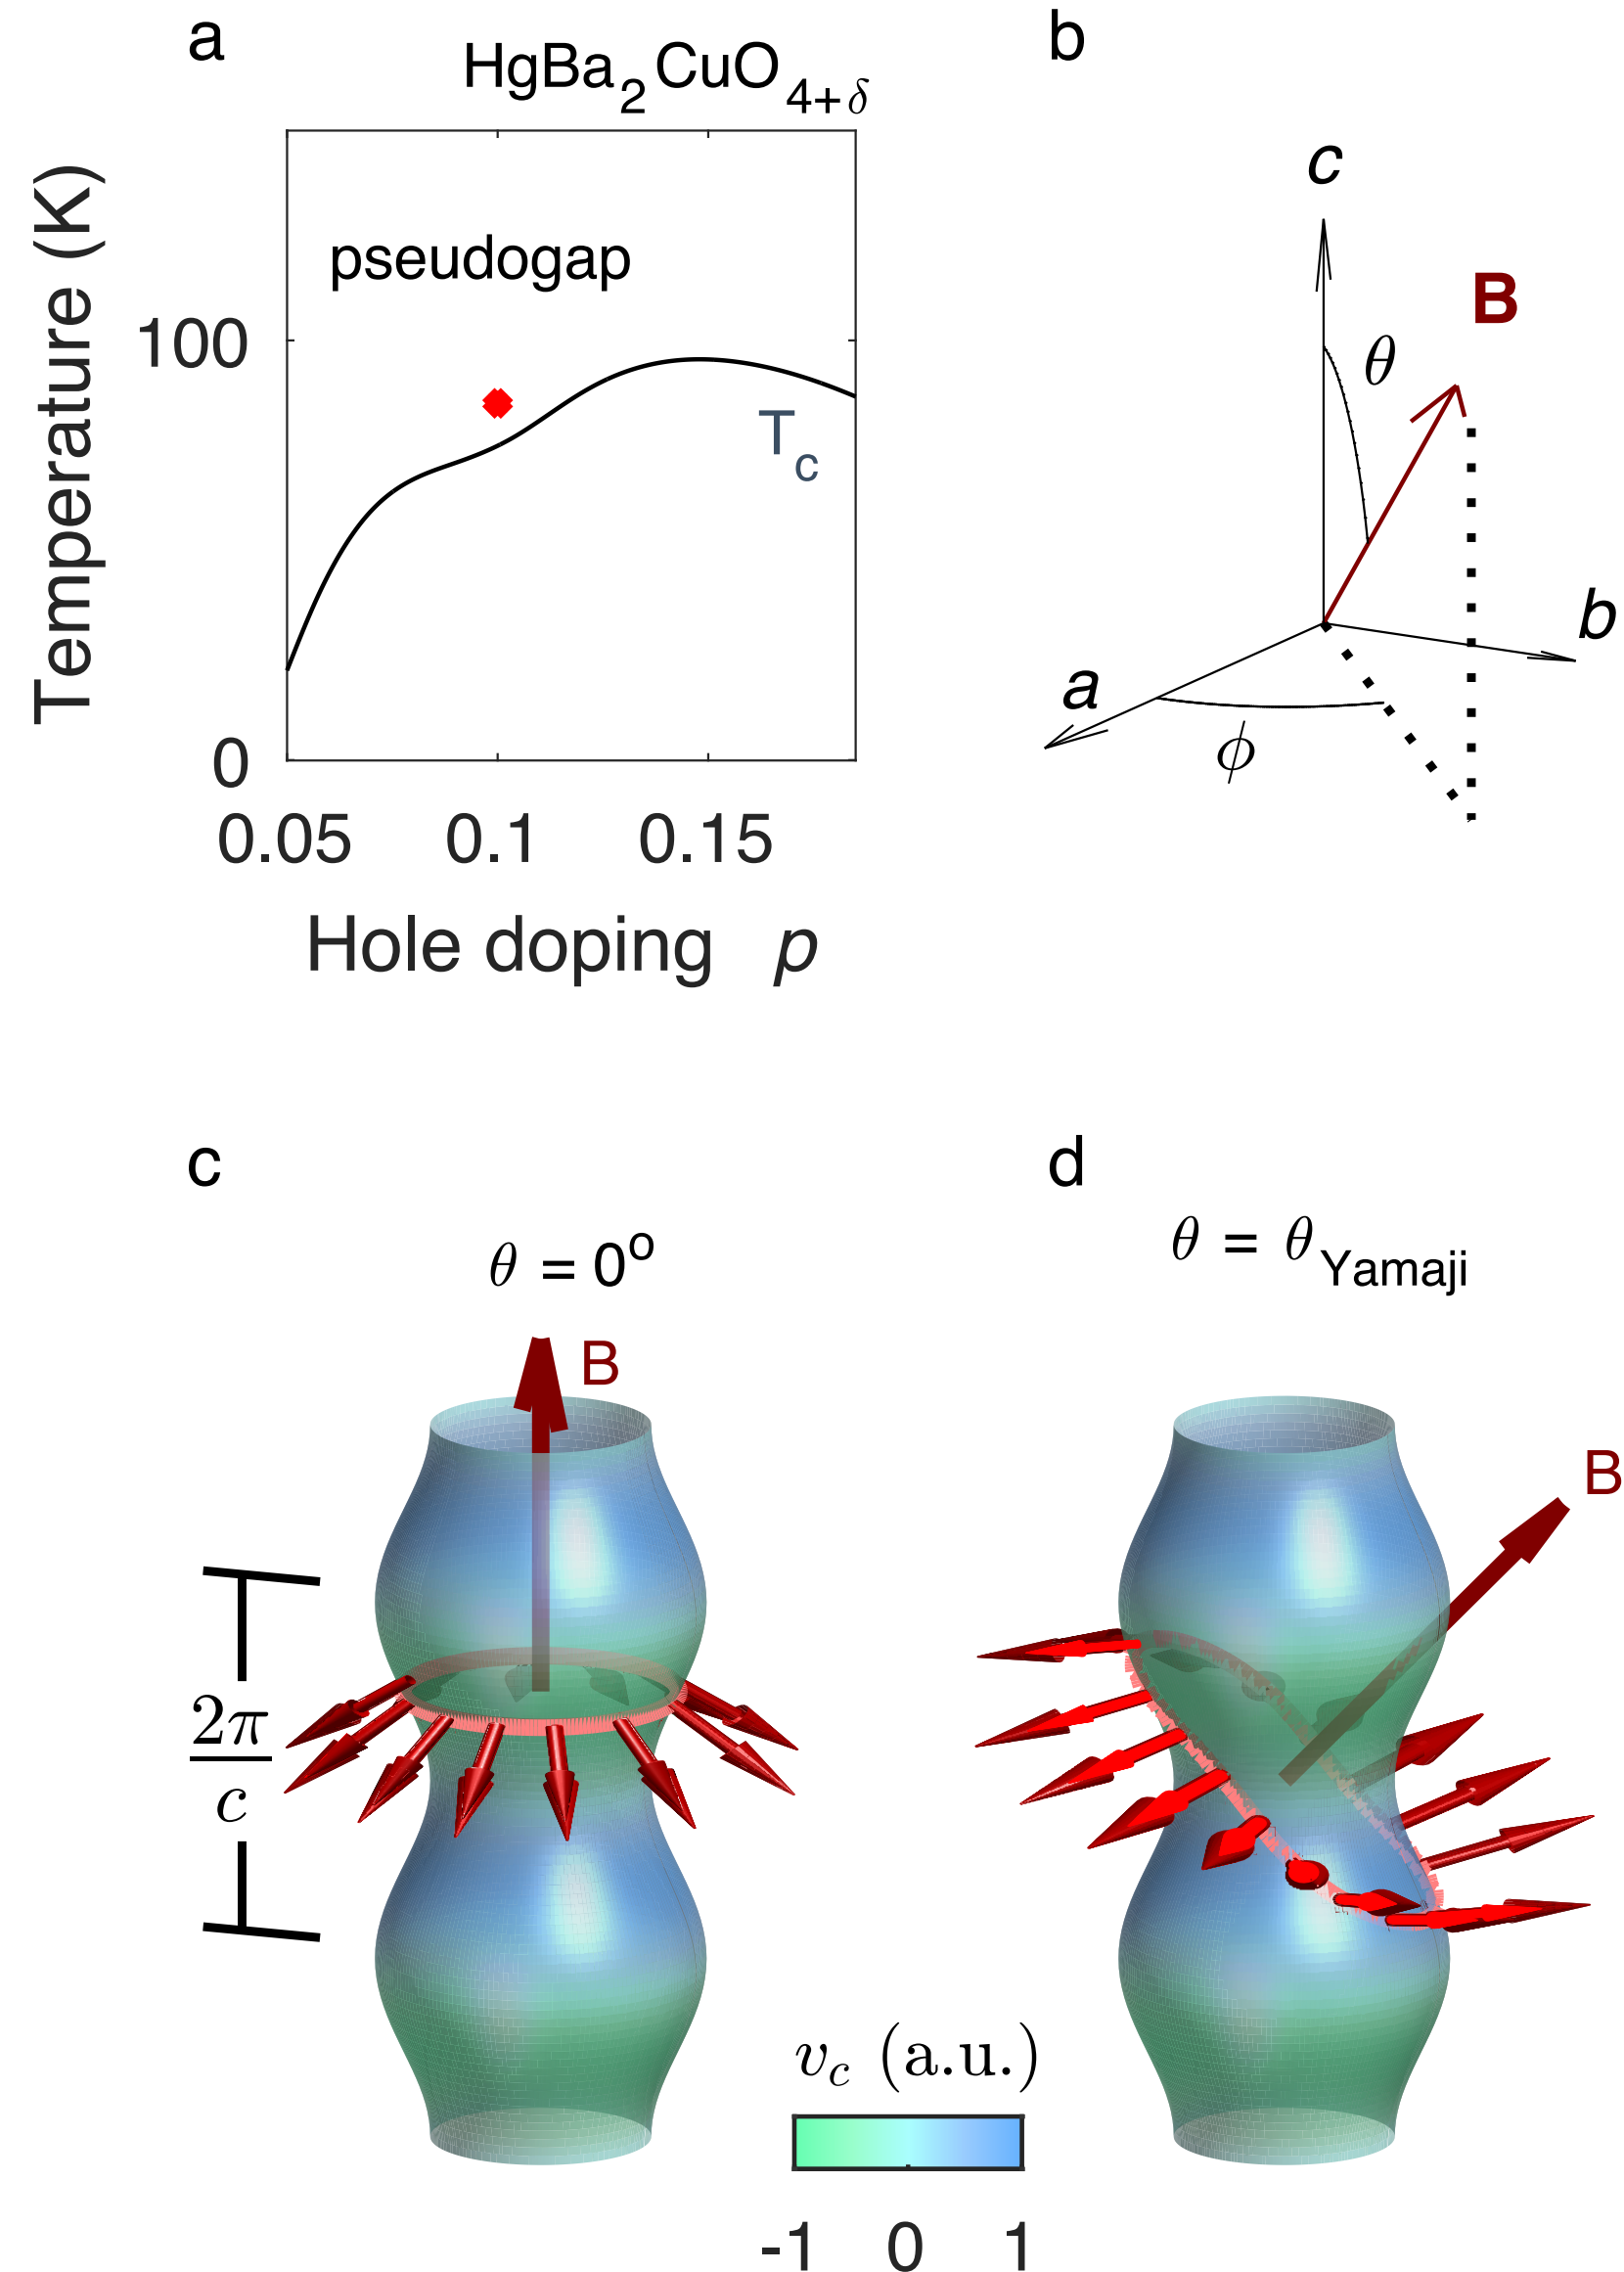 a
HgBa2CuO4+δ
Temperature (K)
pseudogap
100
Tc
0
0.05 0.1 0.15
Hole doping p
b
c
B
θ
b
a
ϕ
c
θ = 0o
B
2π
c
d
θ = θYamaji
B
vc (a.u.)
-1 0 1